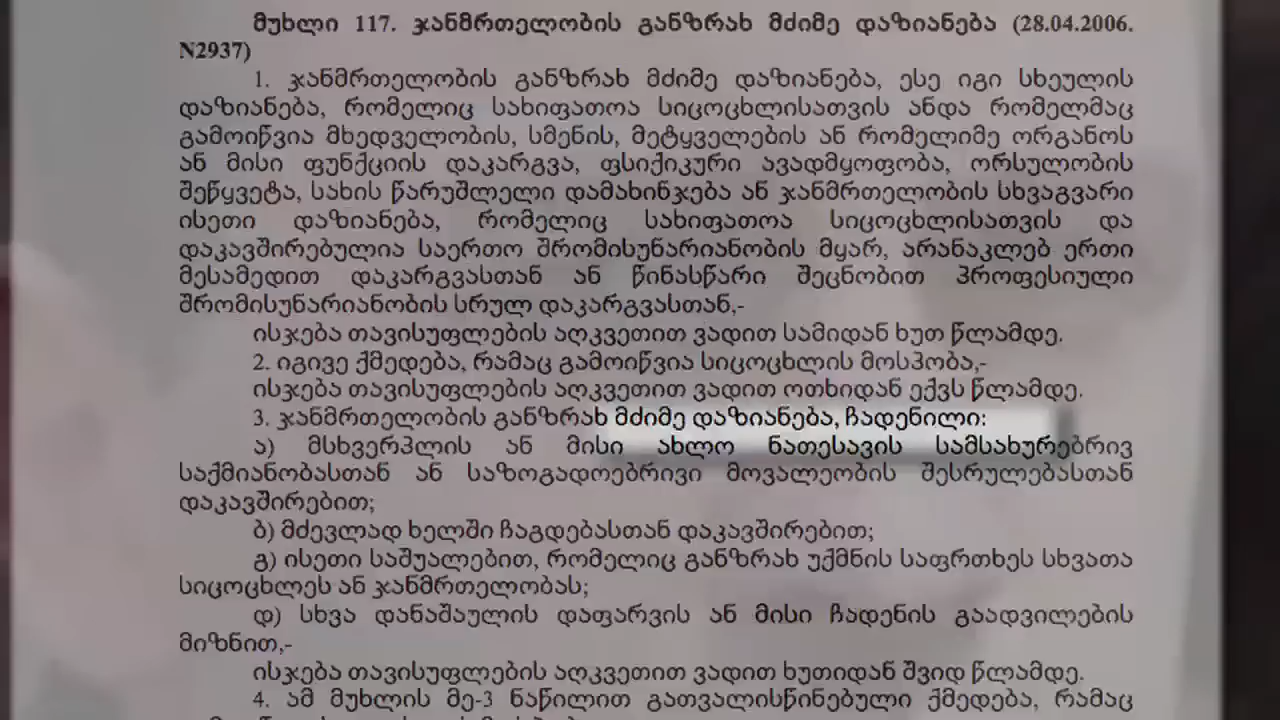 მუხლი 117. ჯანმრთელობის განზრახ მძიმე დაზიანება (28.04.2006.
N2937)
1. ჯანმრთელობის განზრახ მძიმე დაზიანება, ესე იგი სხეულის
დაზიანება, რომელიც სახიფათოა სიცოცხლისათვის ანდა რომელმაც
გამოიწვია მხედველობის, სმენის, მეტყველების ან რომელიმე ორგანოს
ან მისი ფუნქციის დაკარგვა, ფსიქიკური ავადმყოფობა, ორსულობის
შეწყვეტა, სახის წარუშლელი დამახინჯება ან ჯანმრთელობის სხვაგვარი
ისეთი დაზიანება, რომელიც სახიფათოა სიცოცხლისათვის და
დაკავშირებულია საერთო შრომისუნარიანობის მყარ, არანაკლებ ერთი
მესამედით დაკარგვასთან ან წინასწარი შეცნობით პროფესიული
შრომისუნარიანობის სრულ დაკარგვასთან,-
ისჯება თავისუფლების აღკვეთით ვადით სამიდან ხუთ წლამდე.
2. იგივე ქმედება, რამაც გამოიწვია სიცოცხლის მოსპობა,-
ისჯება თავისუფლების აღკვეთით ვადით ოთხიდან ექვს წლამდე.
3. ჯანმრთელობის განზრახ მძიმე დაზიანება, ჩადენილი:
ა) მსხვერპლის ან მისი ახლო ნათესავის სამსახურებრივ
საქმიანობასთან ან საზოგადოებრივი მოვალეობის შესრულებასთან
დაკავშირებით;
ბ) მძევლად ხელში ჩაგდებასთან დაკავშირებით;
გ) ისეთი საშუალებით, რომელიც განზრახ უქმნის საფრთხეს სხვათა
სიცოცხლეს ან ჯანმრთელობას;
დ) სხვა დანაშაულის დაფარვის ან მისი ჩადენის გაადვილების
მიზნით,-
ისჯება თავისუფლების აღკვეთით ვადით ხუთიდან შვიდ წლამდე.
4. ამ მუხლის მე-3 ნაწილით გათვალისწინებული ქმედება, რამაც